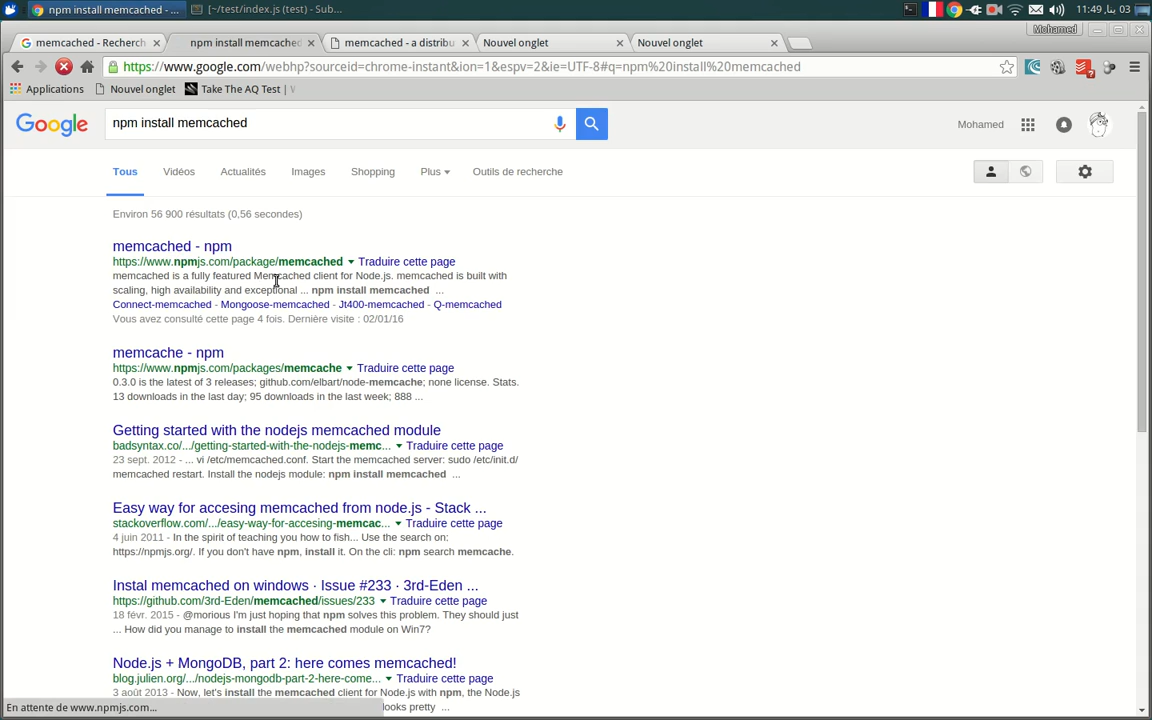 npm install memcached - ...
[~/test/index.js (test) - Sub...
11:49 ,ينا 03
memcached - Recherch
npm install memcached
memcached - a distribu
Nouvel onglet
Nouvel onglet
Mohamed
https://www.google.com/webhp?sourceid=chrome-instant&ion=1&espv=2&ie=UTF-8#q=npm%20install%20memcached
Applications
Nouvel onglet
Take The AQ Test | V
Google
npm install memcached
Mohamed
Tous
Vidéos
Actualités
Images
Shopping
Plus
Outils de recherche
Environ 56 900 résultats (0,56 secondes)
memcached - npm
https://www.npmjs.com/package/memcached Traduire cette page
memcached is a fully featured Memcached client for Node.js. memcached is built with
scaling, high availability and exceptional ... npm install memcached ...
Connect-memcached - Mongoose-memcached - Jt400-memcached - Q-memcached
Vous avez consulté cette page 4 fois. Dernière visite : 02/01/16
memcache - npm
https://www.npmjs.com/packages/memcache Traduire cette page
0.3.0 is the latest of 3 releases; github.com/elbart/node-memcache; none license. Stats.
13 downloads in the last day; 95 downloads in the last week; 888 ...
Getting started with the nodejs memcached module
badsyntax.co/.../getting-started-with-the-nodejs-memc... Traduire cette page
23 sept. 2012 - ... vi /etc/memcached.conf. Start the memcached server: sudo /etc/init.d/
memcached restart. Install the nodejs module: npm install memcached ...
Easy way for accesing memcached from node.js - Stack ...
stackoverflow.com/.../easy-way-for-accesing-memcac... Traduire cette page
4 juin 2011 - In the spirit of teaching you how to fish... Use the search on:
https://npmjs.org/. If you don't have npm, install it. On the cli: npm search memcache.
Instal memcached on windows · Issue #233 · 3rd-Eden ...
https://github.com/3rd-Eden/memcached/issues/233 Traduire cette page
18 févr. 2015 - @morious I'm just hoping that npm solves this problem. They should just
... How did you manage to install the memcached module on Win7?
Node.js + MongoDB, part 2: here comes memcached!
blog.julien.org/.../nodejs-mongodb-part-2-here-come... Traduire cette page
3 août 2013 - Now, let's install the memcached client for Node.js with npm, the Node.js
looks pretty ...
En attente de www.npmjs.com...